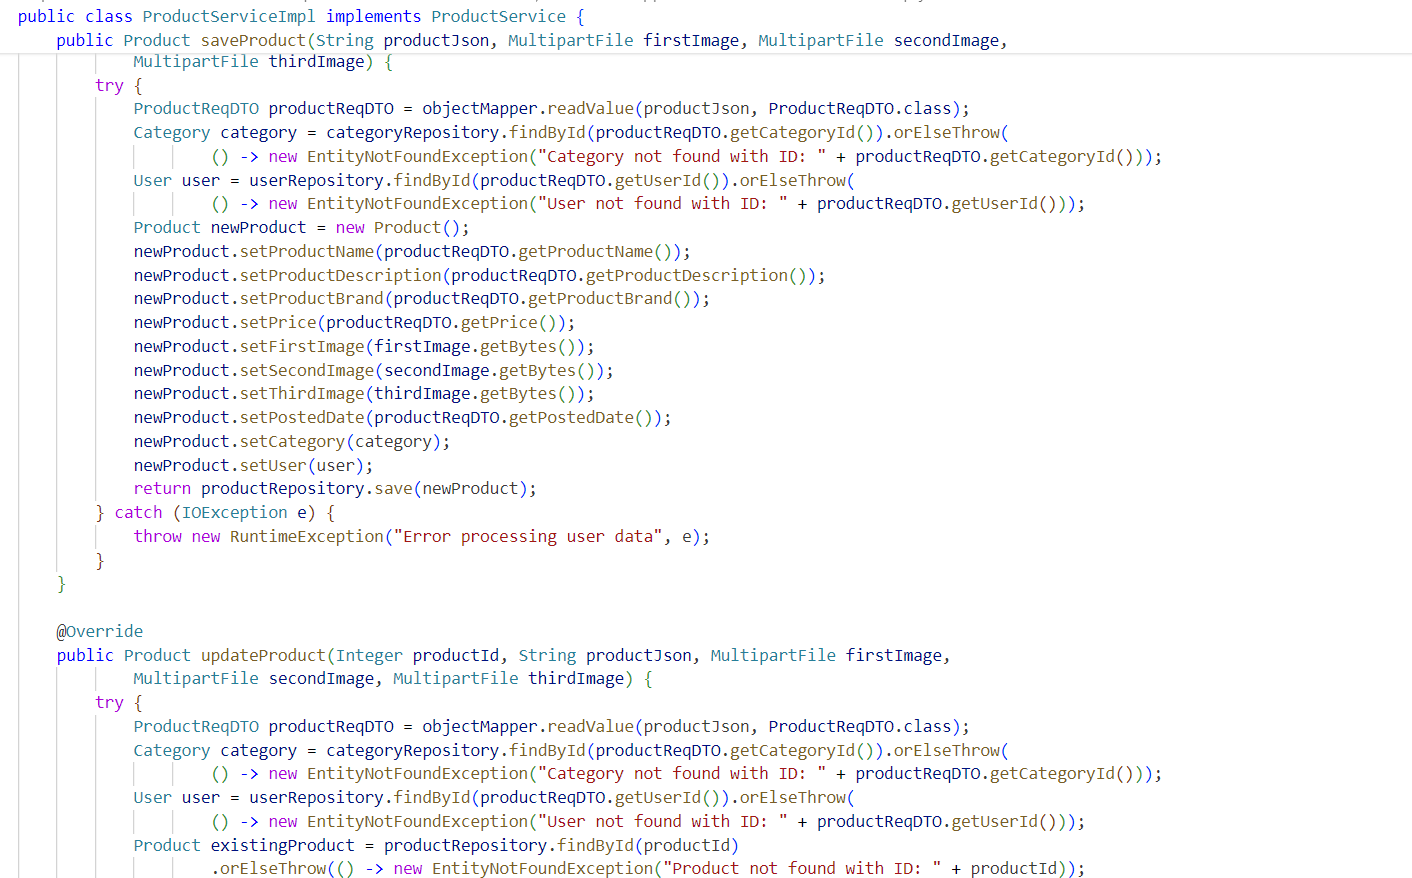 public class ProductServiceImpl implements ProductService {
public Product saveProduct(String productJson, MultipartFile firstImage, MultipartFile secondImage,
MultipartFile thirdImage) {
try {
ProductReqDTO productReqDTO = objectMapper.readValue(productJson, ProductReqDTO.class);
Category category = categoryRepository.findById(productReqDTO.getCategoryId()).orElseThrow(
() -> new EntityNotFoundException("Category not found with ID: " + productReqDTO.getCategoryId()));
User user = userRepository.findById(productReqDTO.getUserId()).orElseThrow(
() -> new EntityNotFoundException("User not found with ID: " + productReqDTO.getUserId()));
Product newProduct = new Product();
newProduct.setProductName(productReqDTO.getProductName());
newProduct.setProductDescription(productReqDTO.getProductDescription());
newProduct.setProductBrand(productReqDTO.getProductBrand());
newProduct.setPrice(productReqDTO.getPrice());
newProduct.setFirstImage(firstImage.getBytes());
newProduct.setSecondImage(secondImage.getBytes());
newProduct.setThirdImage(thirdImage.getBytes());
newProduct.setPostedDate(productReqDTO.getPostedDate());
newProduct.setCategory(category);
newProduct.setUser(user);
return productRepository.save(newProduct);
} catch (IOException e) {
throw new RuntimeException("Error processing user data", e);
}
}
@Override
public Product updateProduct(Integer productId, String productJson, MultipartFile firstImage,
MultipartFile secondImage, MultipartFile thirdImage) {
try {
ProductReqDTO productReqDTO = objectMapper.readValue(productJson, ProductReqDTO.class);
Category category = categoryRepository.findById(productReqDTO.getCategoryId()).orElseThrow(
() -> new EntityNotFoundException("Category not found with ID: " + productReqDTO.getCategoryId()));
User user = userRepository.findById(productReqDTO.getUserId()).orElseThrow(
() -> new EntityNotFoundException("User not found with ID: " + productReqDTO.getUserId()));
Product existingProduct = productRepository.findById(productId)
.orElseThrow(() -> new EntityNotFoundException("Product not found with ID: " + productId));